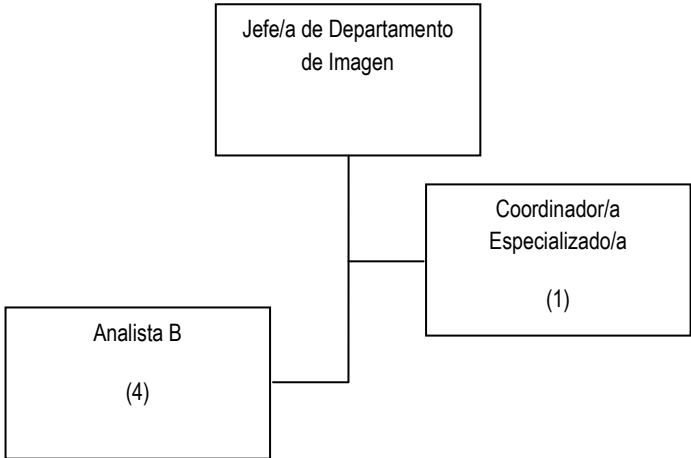 Jefe/a de Departamento
de Imagen
Coordinador/a
Especializado/a
(1)
Analista B
(4)